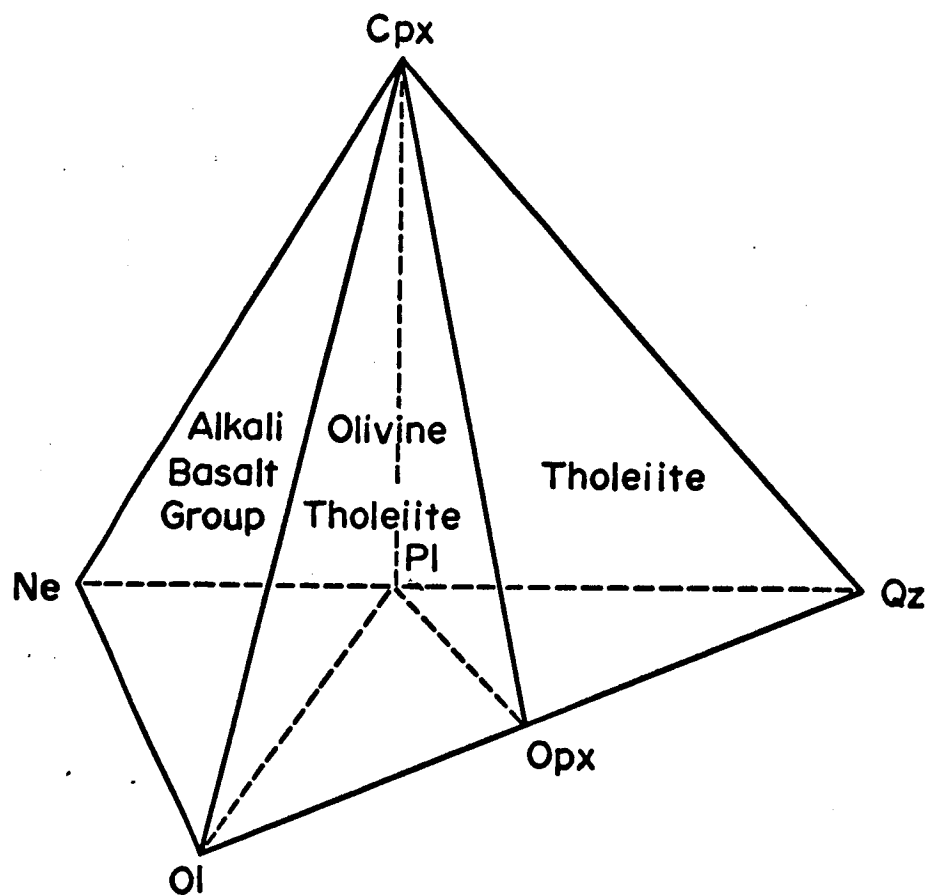 Cpx
Alkali
Basalt
Group
Olivine
Tholeiite
Tholeiite
Pl
Ne
Qz
Opx
Ol